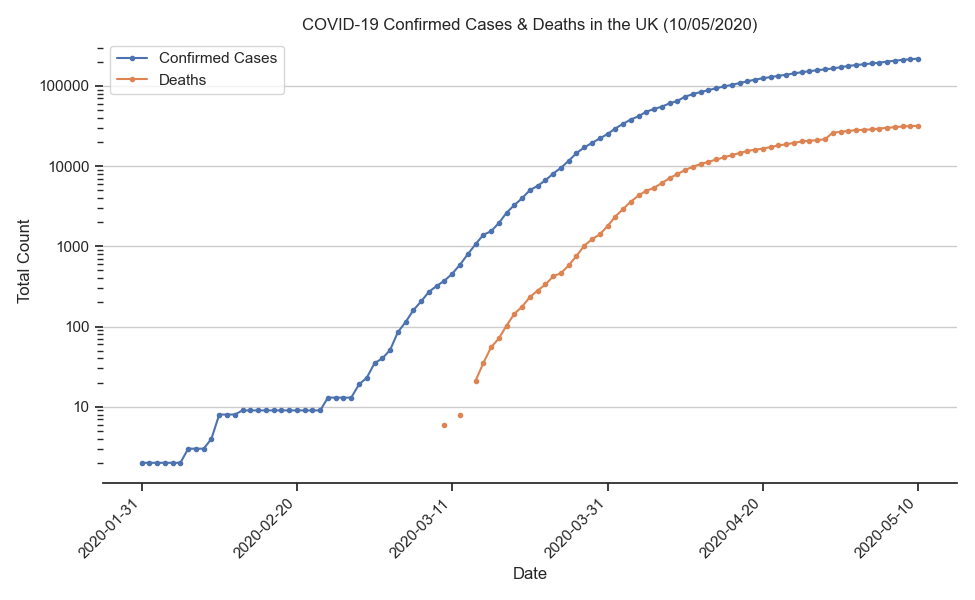 COVID-19 Confirmed Cases & Deaths in the UK (10/05/2020)
Confirmed Cases
Deaths
100000
10000
1000
100
10
Total Count
2020-01-31
2020-02-20
2020-03-11
2020-03-31
2020-04-20
2020-05-10
Date